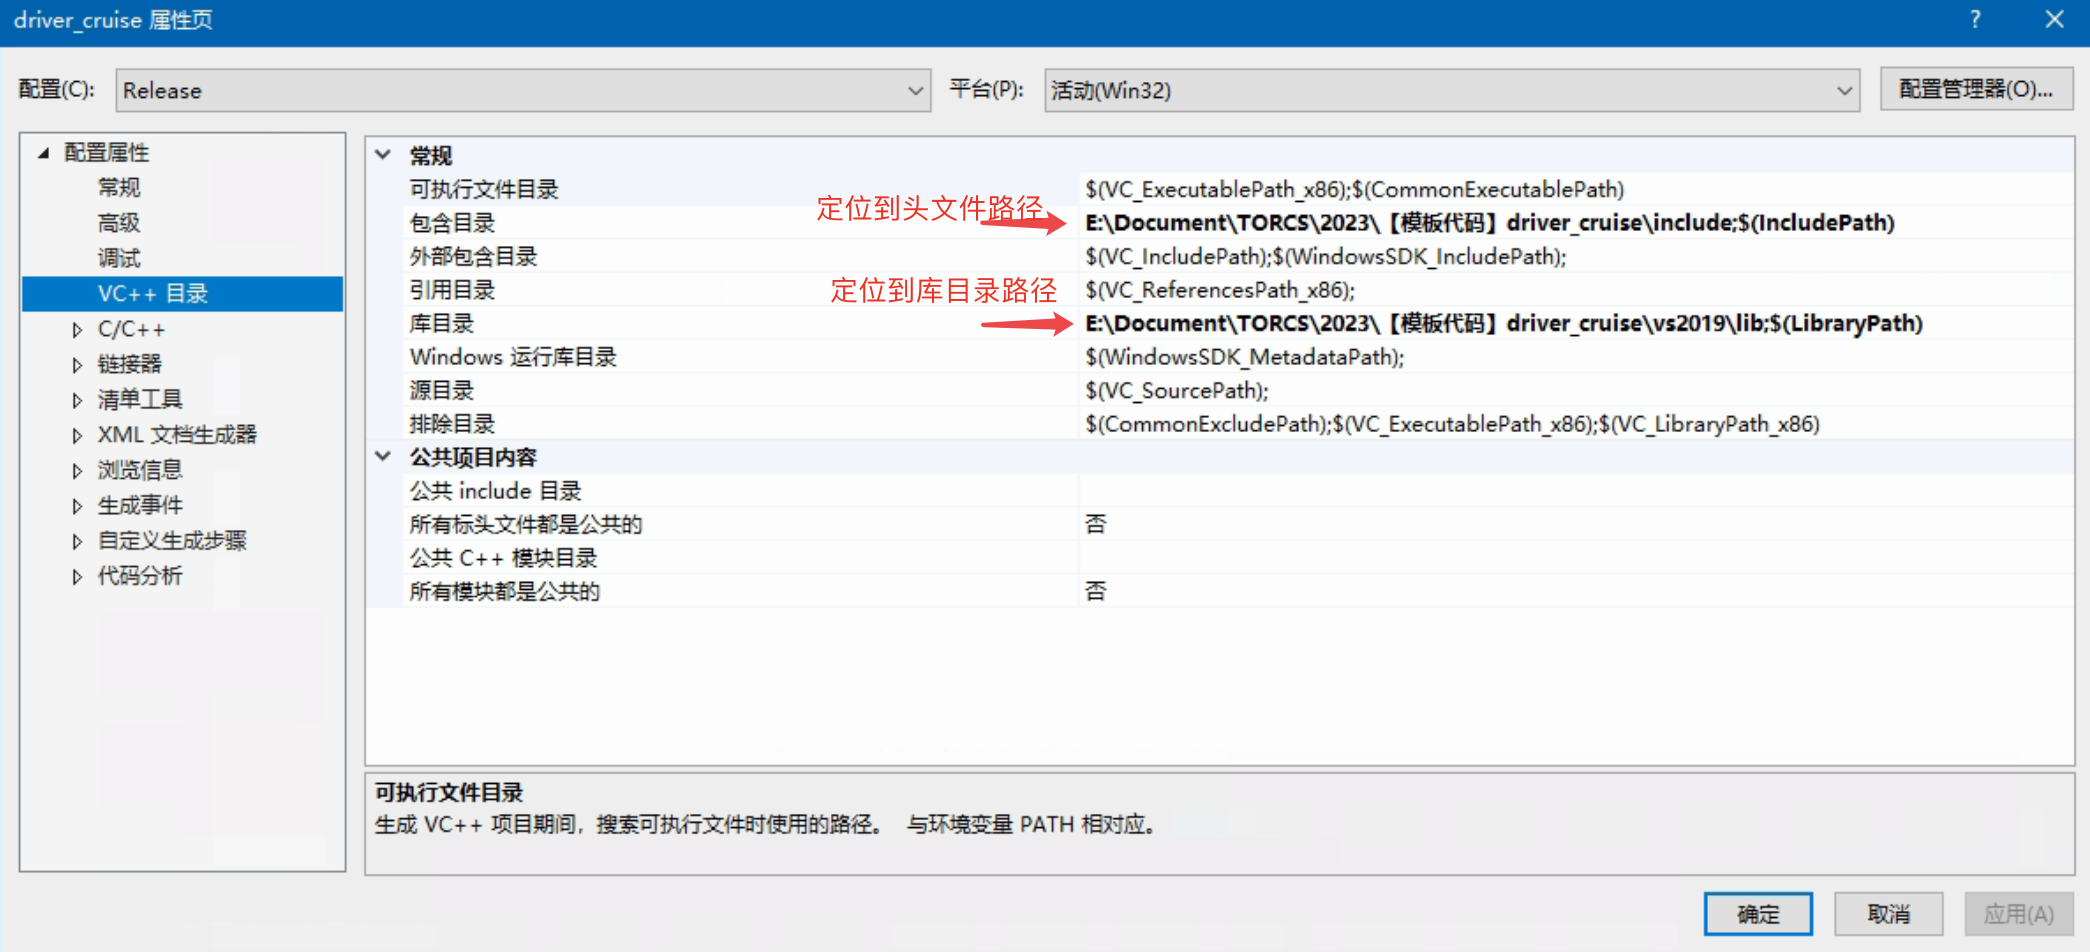 driver_cruise 属性页
配置(C): Release 平台(P): 活动(Win32) 配置管理器(O)...
配置属性
常规
高级
调试
VC++ 目录
C/C++
链接器
清单工具
XML 文档生成器
浏览信息
生成事件
自定义生成步骤
代码分析
常规
可执行文件目录 $(VC_ExecutablePath_x86);$(CommonExecutablePath)
定位到头文件路径
包含目录 E:\Document\TORCS\2023\【模板代码】driver_cruise\include;$(IncludePath)
外部包含目录 $(VC_IncludePath);$(WindowsSDK_IncludePath);
定位到库目录路径
引用目录 $(VC_ReferencesPath_x86);
库目录 E:\Document\TORCS\2023\【模板代码】driver_cruise\vs2019\lib;$(LibraryPath)
Windows 运行库目录 $(WindowsSDK_MetadataPath);
源目录 $(VC_SourcePath);
排除目录 $(CommonExcludePath);$(VC_ExecutablePath_x86);$(VC_LibraryPath_x86)
公共项目内容
公共 include 目录
所有标头文件都是公共的 否
公共 C++ 模块目录
所有模块都是公共的 否
可执行文件目录
生成 VC++ 项目期间，搜索可执行文件时使用的路径。 与环境变量 PATH 相对应。
确定 取消 应用(A)